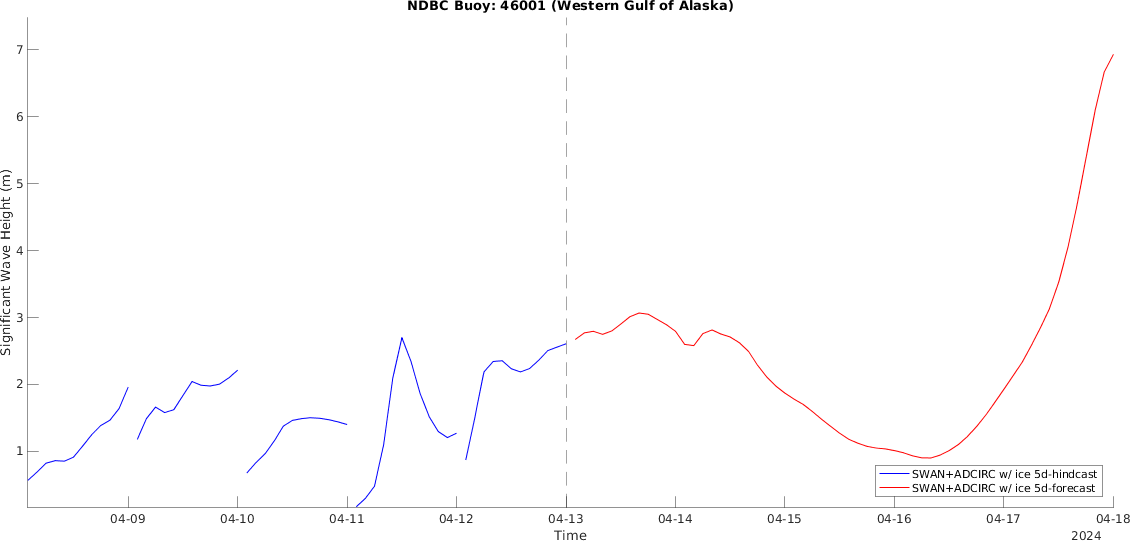 NDBC Buoy: 46001 (Western Gulf of Alaska)
Significant Wave Height (m)
7
6
5
4
3
2
1
04-09 04-10 04-11 04-12 04-13 04-14 04-15 04-16 04-17 04-18
Time
2024
SWAN+ADCIRC w/ ice 5d-hindcast
SWAN+ADCIRC w/ ice 5d-forecast